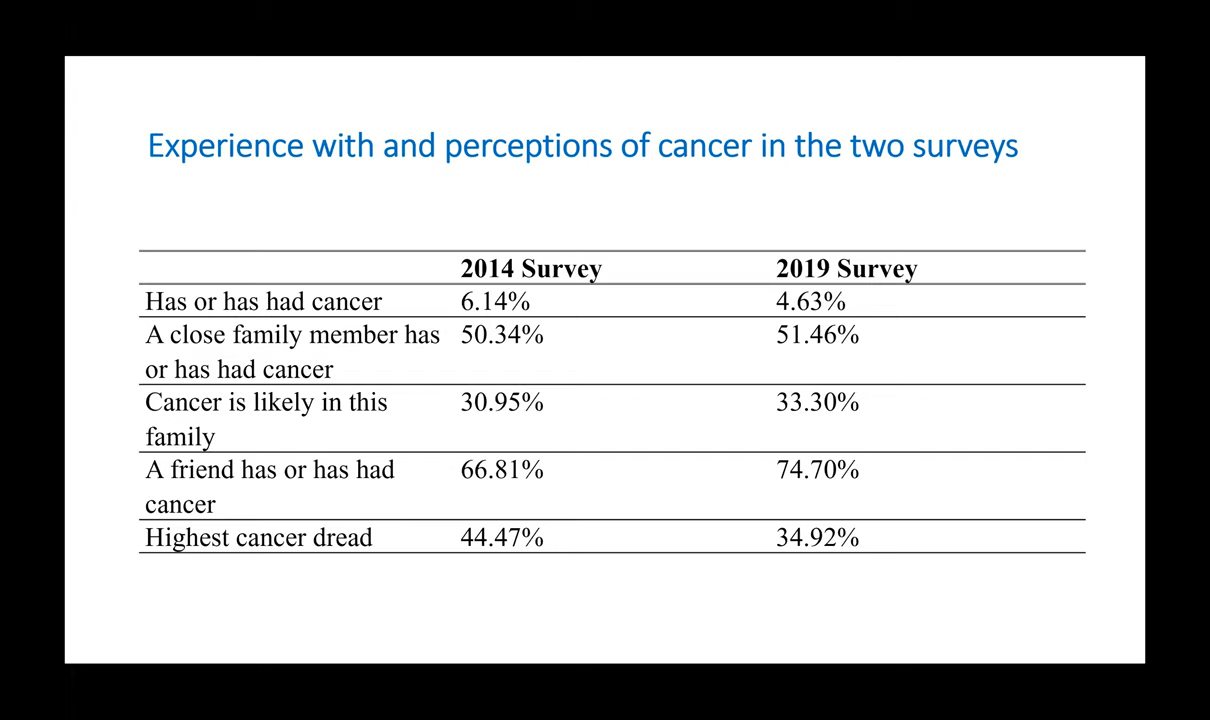 Experience with and perceptions of cancer in the two surveys
2014 Survey 2019 Survey
Has or has had cancer 6.14% 4.63%
A close family member has 50.34% 51.46%
or has had cancer
Cancer is likely in this 30.95% 33.30%
family
A friend has or has had 66.81% 74.70%
cancer
Highest cancer dread 44.47% 34.92%